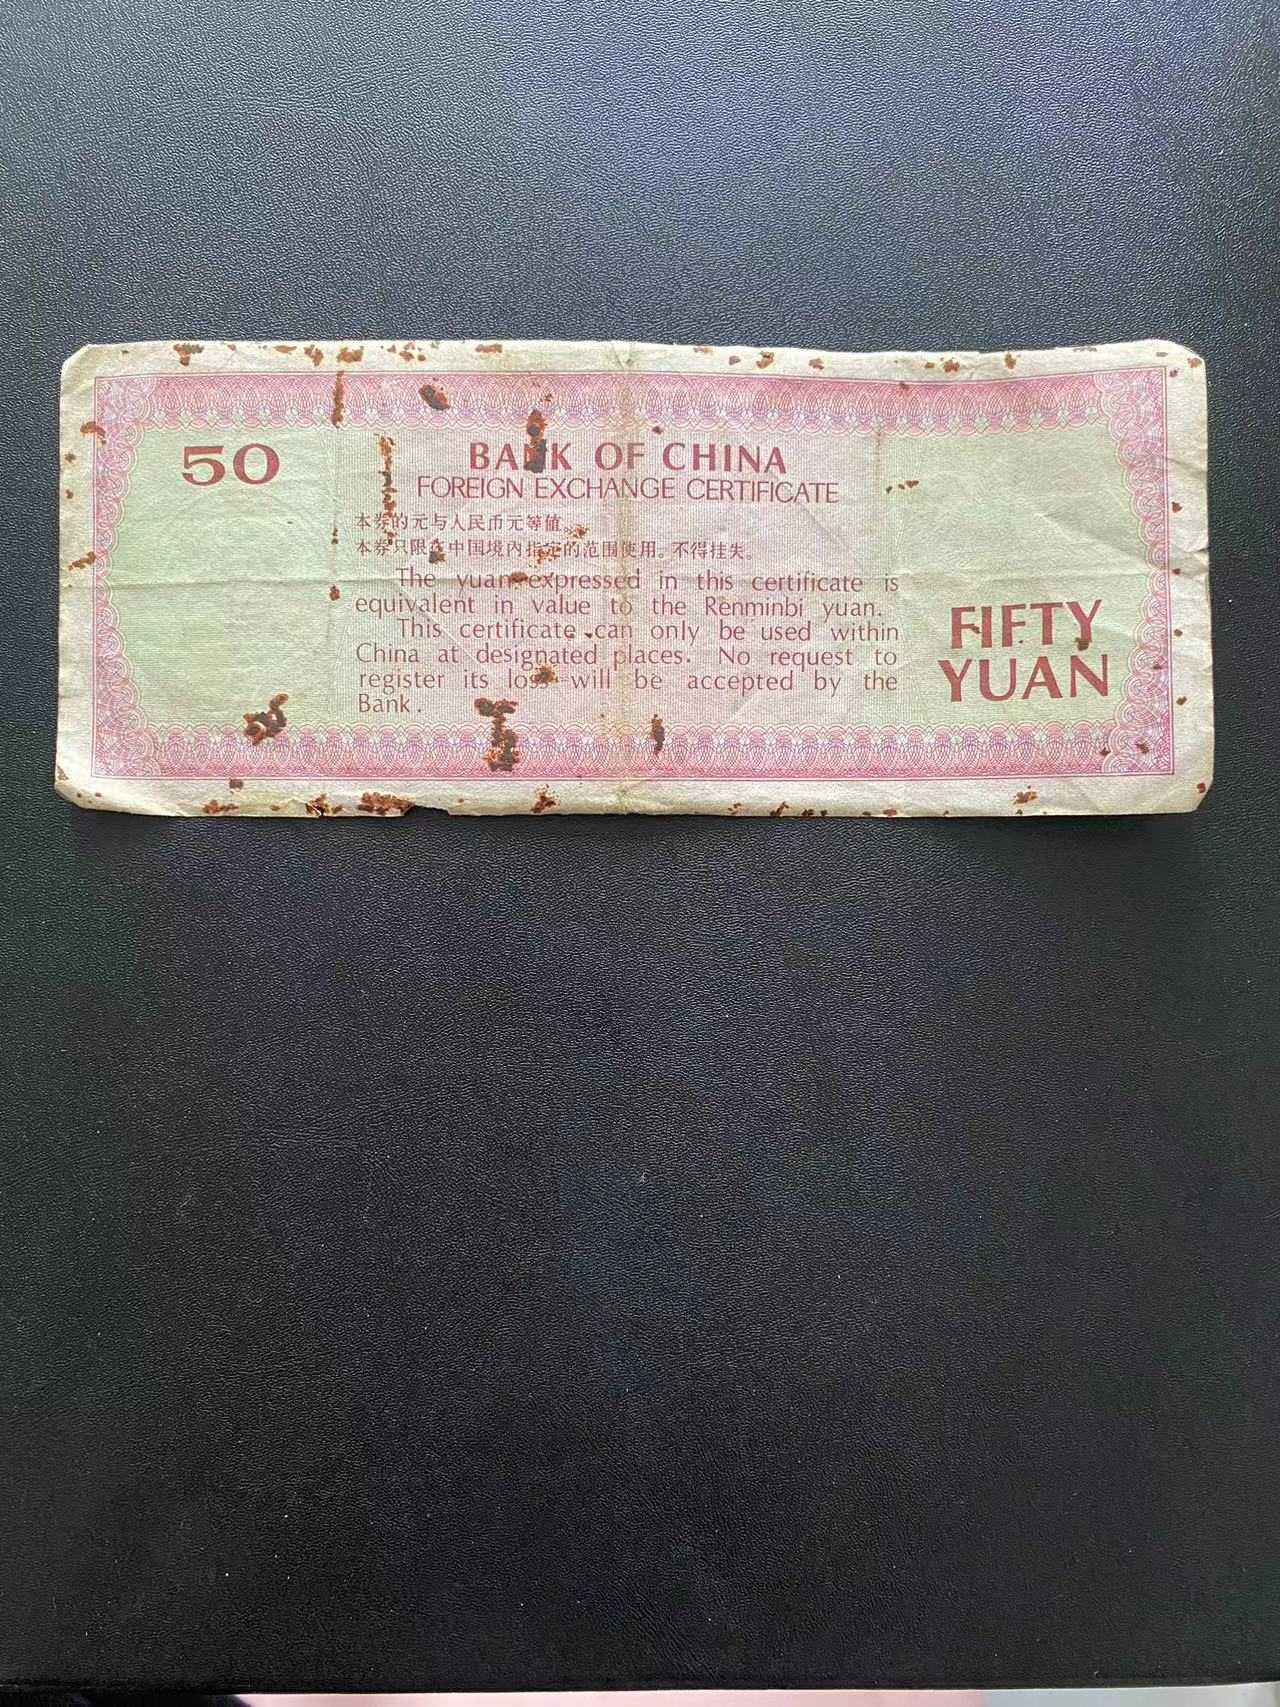 50
BANK OF CHINA
FOREIGN EXCHANGE CERTIFICATE
本券的元与人民币元等值。
本券只限在中国境内指定的范围使用。不得挂失。
The yuan expressed in this certificate is
equivalent in value to the Renminbi yuan.
This certificate can only be used within
China at designated places. No request to
register its loss will be accepted by the
Bank.
FIFTY
YUAN